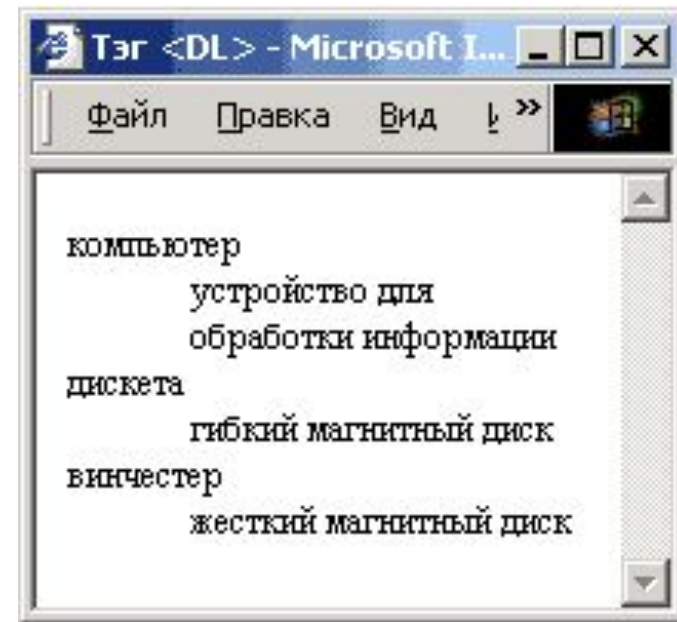 Тэг <DL> - Microsoft I...
Файл Правка Вид »
компьютер
устройство для
обработки информации
дискета
гибкий магнитный диск
винчестер
жесткий магнитный диск